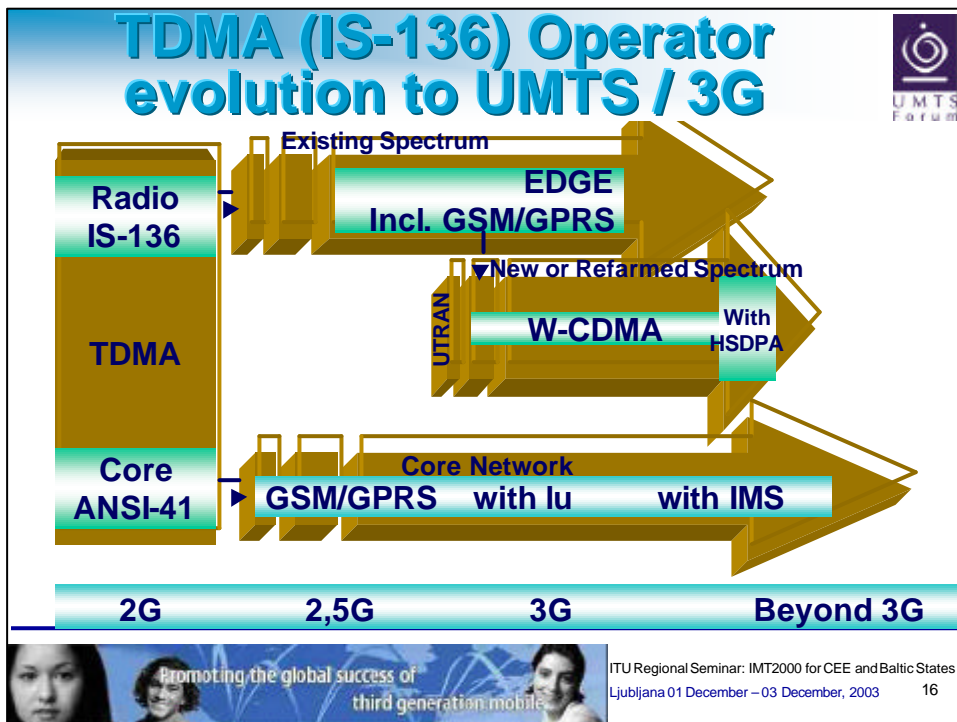 TDMA (IS-136) Operator
evolution to UMTS / 3G
UMTS
Forum
Existing Spectrum
Radio
IS-136
EDGE
Incl. GSM/GPRS
New or Refarmed Spectrum
UTRAN
W-CDMA
With
HSDPA
TDMA
Core
ANSI-41
Core Network
GSM/GPRS with Iu with IMS
2G 2,5G 3G Beyond 3G
Promoting the global success of
third generation mobile
ITU Regional Seminar: IMT2000 for CEE and Baltic States
Ljubljana 01 December – 03 December, 2003 16